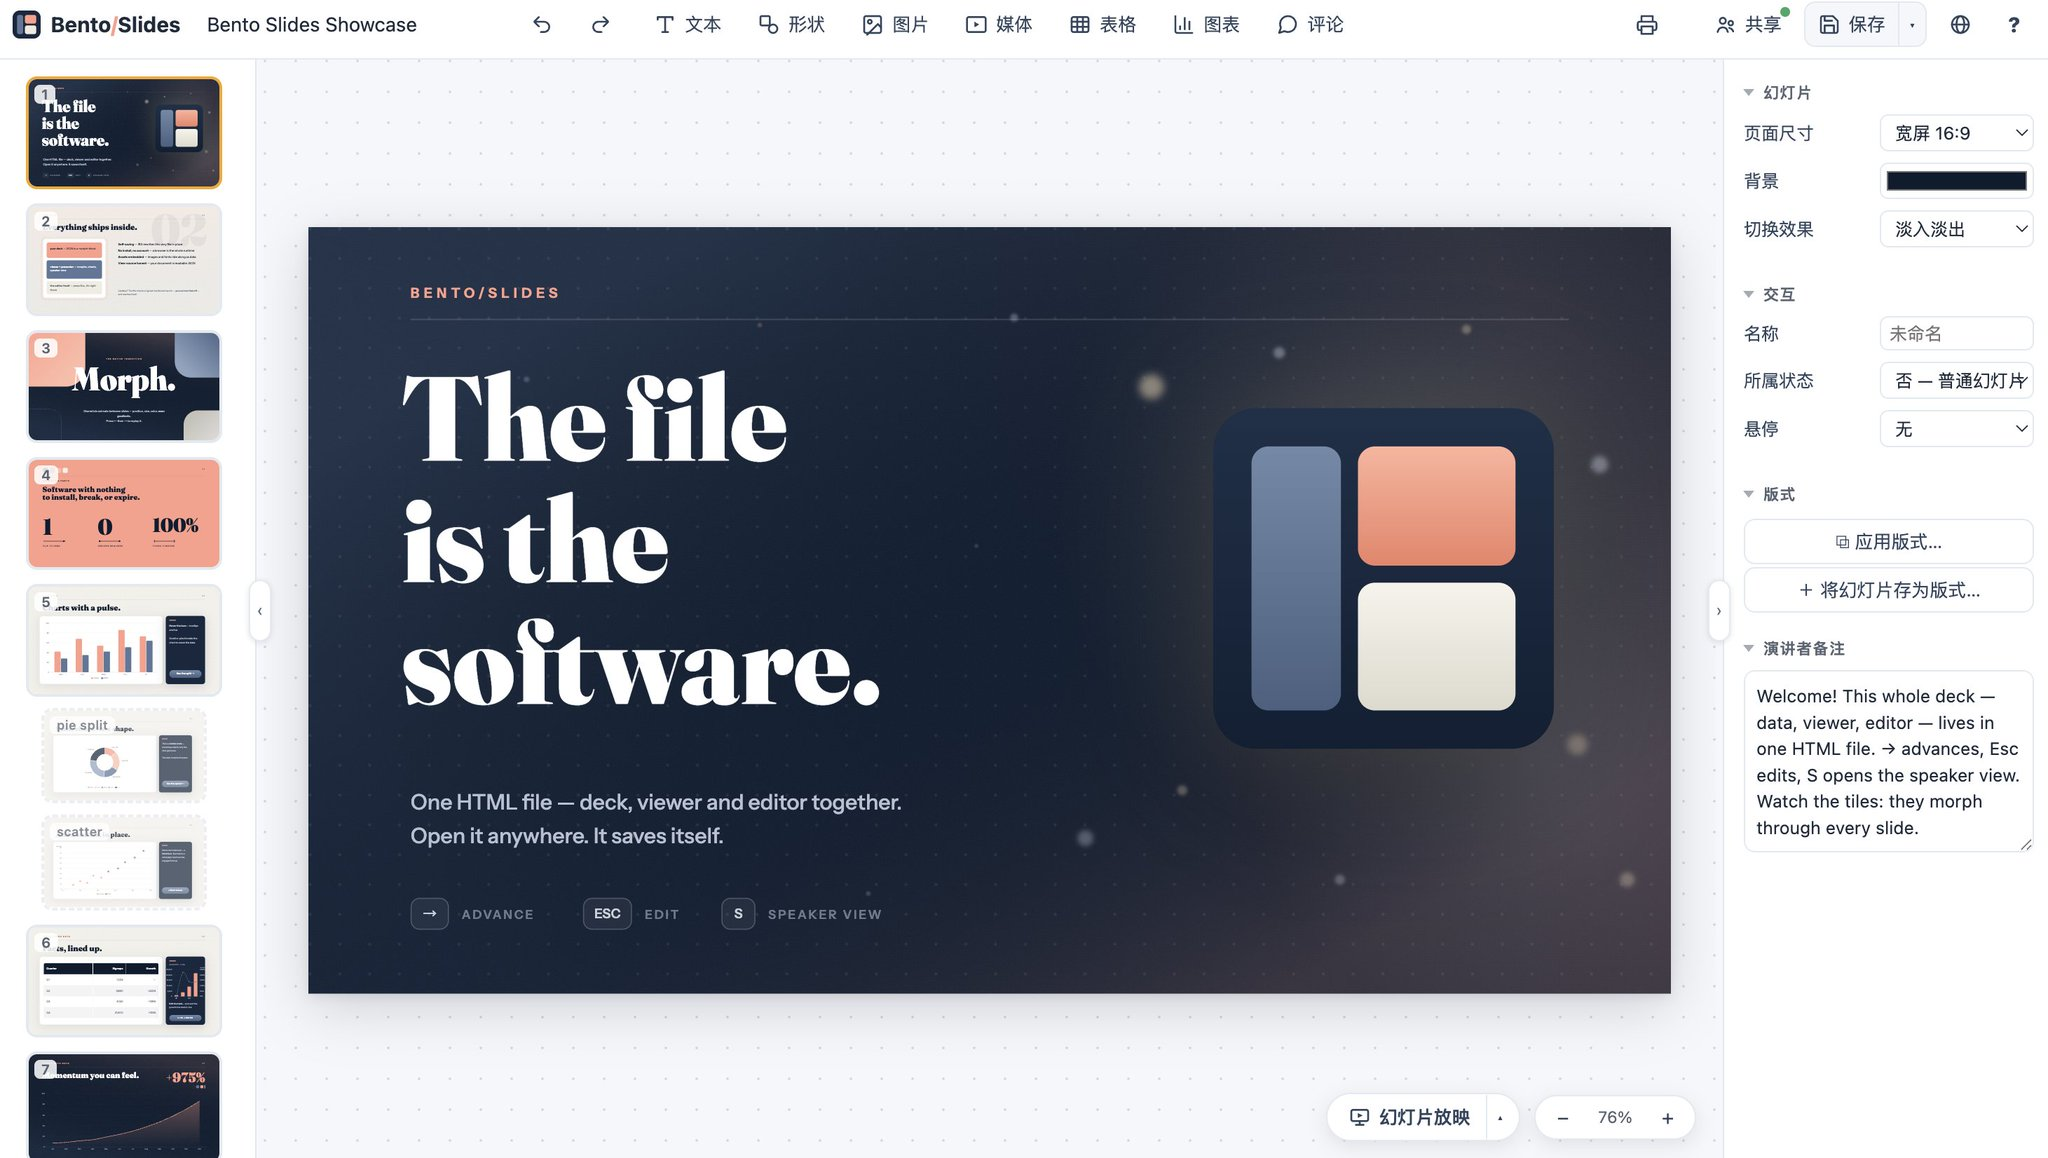 Bento/Slides Bento Slides Showcase 文本 形状 图片 媒体 表格 图表 评论 共享 保存 ?
1
The file
is the
software.
2
rything ships inside.
02
3
Morph.
4
Software with nothing
to install, break, or expire.
1 0 100%
5
rts with a pulse.
pie split
hape.
scatter
place.
6
ts, lined up.
7
mentum you can feel.
+975%
BENTO/SLIDES
The file
is the
software.
One HTML file — deck, viewer and editor together.
Open it anywhere. It saves itself.
→ ADVANCE ESC EDIT S SPEAKER VIEW
幻灯片放映
− 76% +
幻灯片
页面尺寸 宽屏 16:9
背景
切换效果 淡入淡出
交互
名称 未命名
所属状态 否 — 普通幻灯片
悬停 无
版式
应用版式...
+ 将幻灯片存为版式...
演讲者备注
Welcome! This whole deck —
data, viewer, editor — lives in
one HTML file. → advances, Esc
edits, S opens the speaker view.
Watch the tiles: they morph
through every slide.